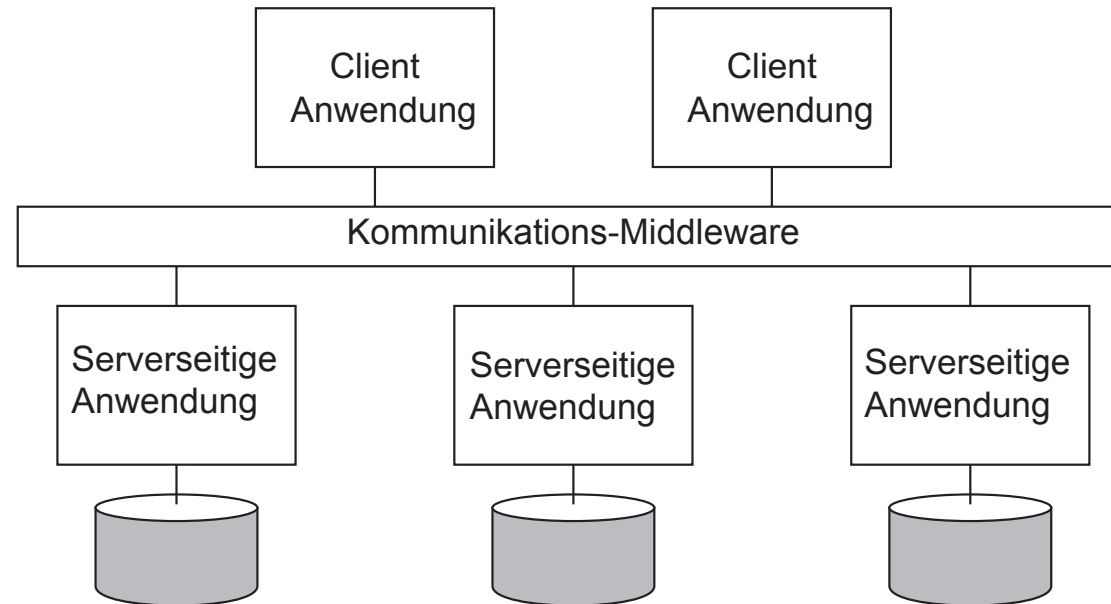 Client
Anwendung
Client
Anwendung
Kommunikations-Middleware
Serverseitige
Anwendung
Serverseitige
Anwendung
Serverseitige
Anwendung